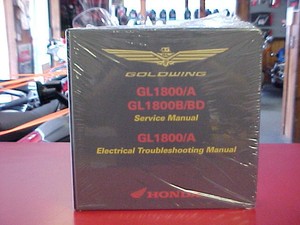 GOLDWING
GL1800/A
GL1800B/BD
Service Manual
GL1800/A
Electrical Troubleshooting Manual
HONDA